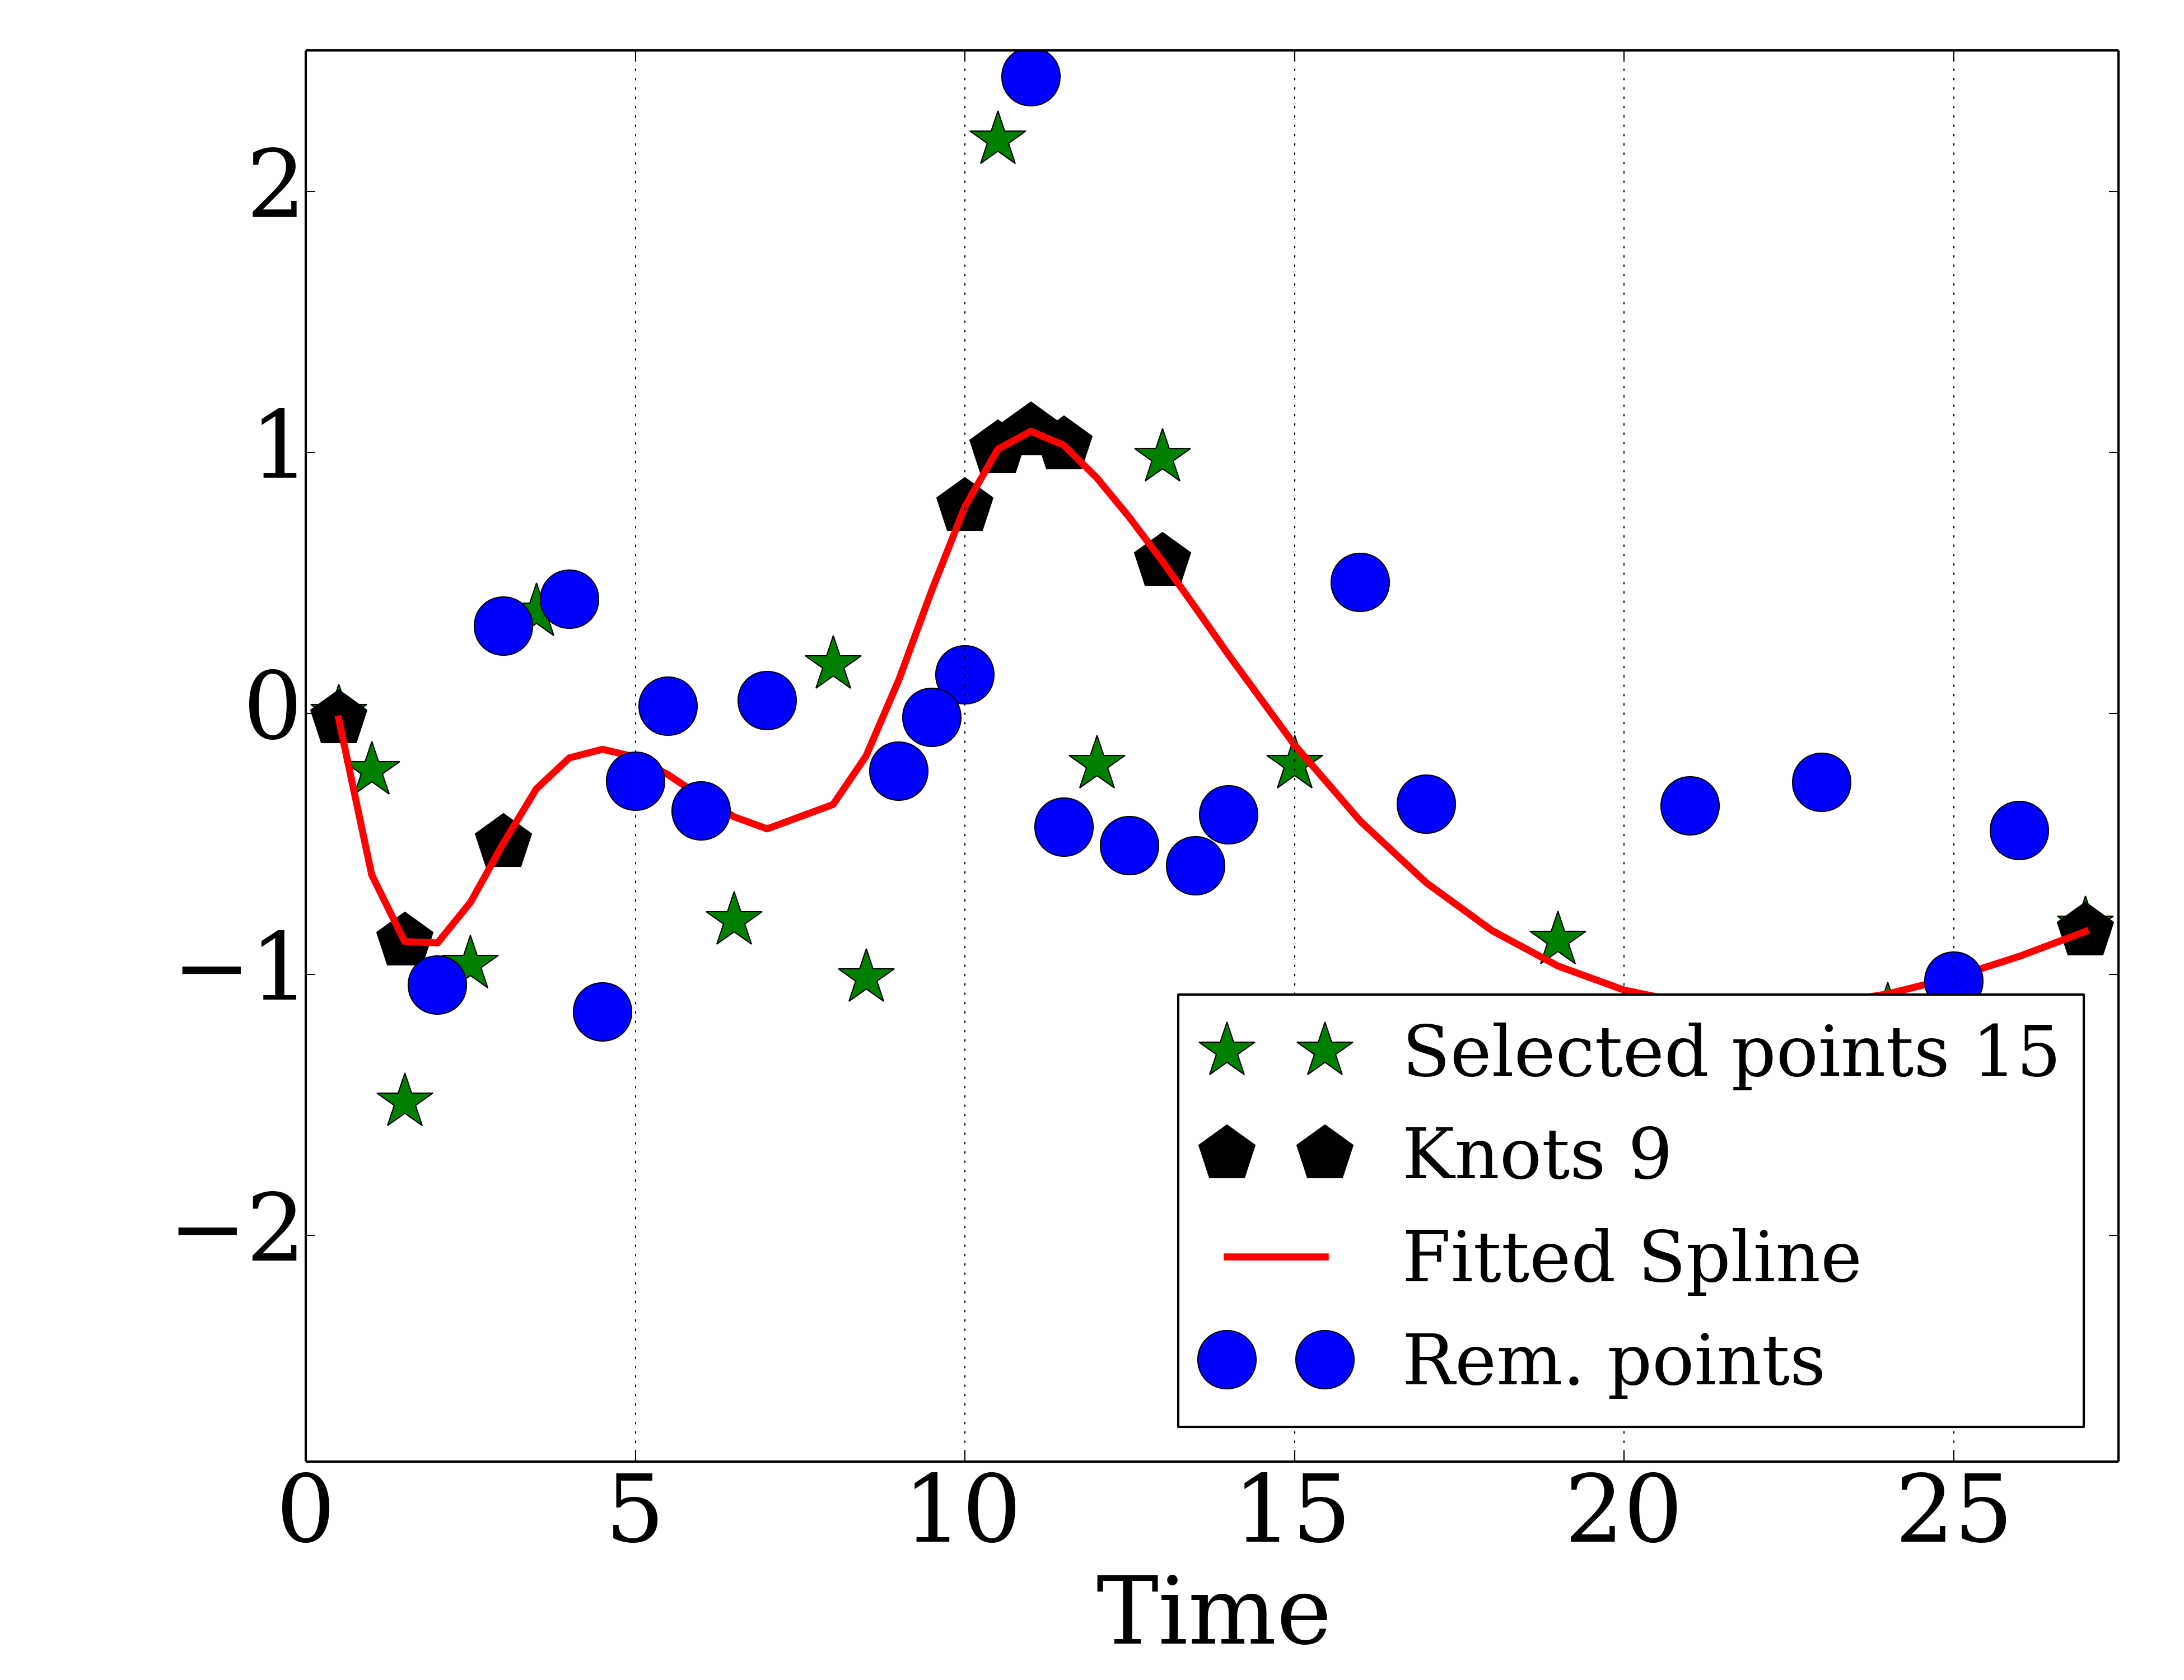 2
1
0
−1
−2
0 5 10 15 20 25
Time
Selected points 15
Knots 9
Fitted Spline
Rem. points